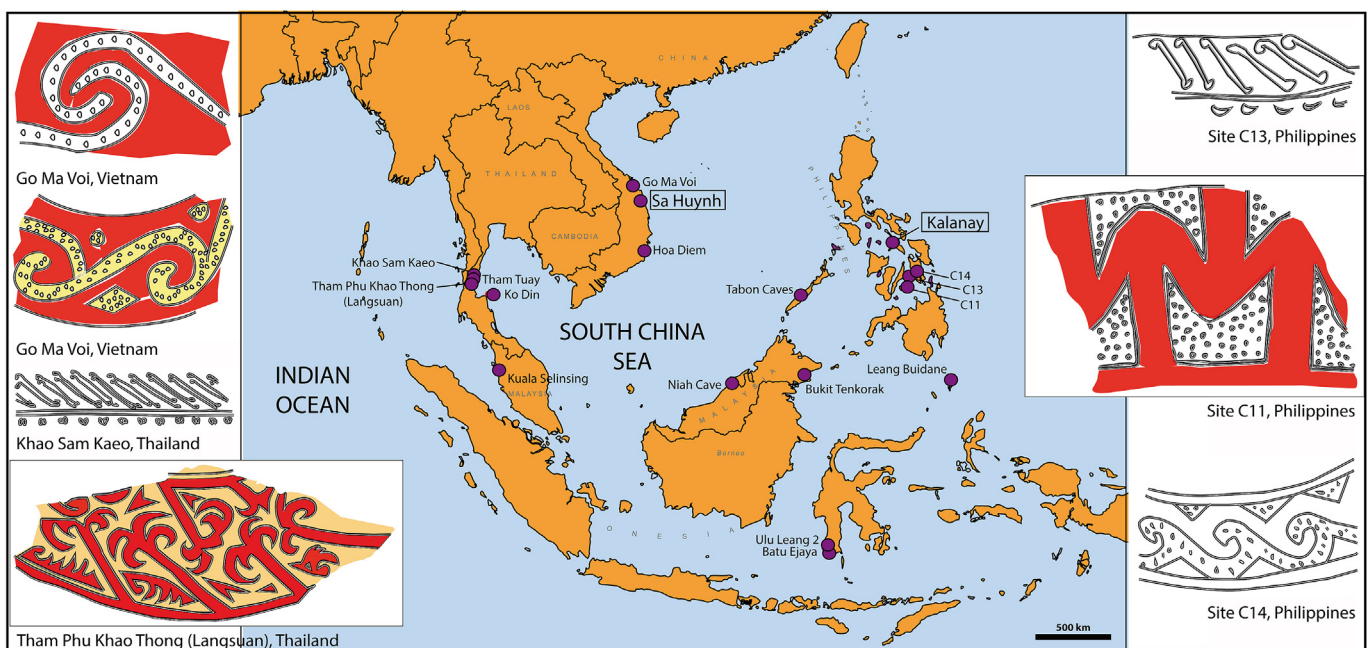 Go Ma Voi, Vietnam
Go Ma Voi, Vietnam
Khao Sam Kaeo, Thailand
Tham Phu Khao Thong (Langsuan), Thailand
CHINA
LAOS
THAILAND
CAMBODIA
Go Ma Voi
Sa Huynh
Hoa Diem
Khao Sam Kaeo
Tham Tuay
Tham Phu Khao Thong
(Langsuan)
Ko Din
Kuala Selinsing
MALAYSIA
INDIAN
OCEAN
SOUTH CHINA
SEA
PHILIPPINES
Kalanay
C14
C13
C11
Tabon Caves
Niah Cave
Bukit Tenkorak
Leang Buidane
MALAYSIA
Borneo
Ulu Leang 2
Batu Ejaya
ONESIA
500 km
Site C13, Philippines
Site C11, Philippines
Site C14, Philippines